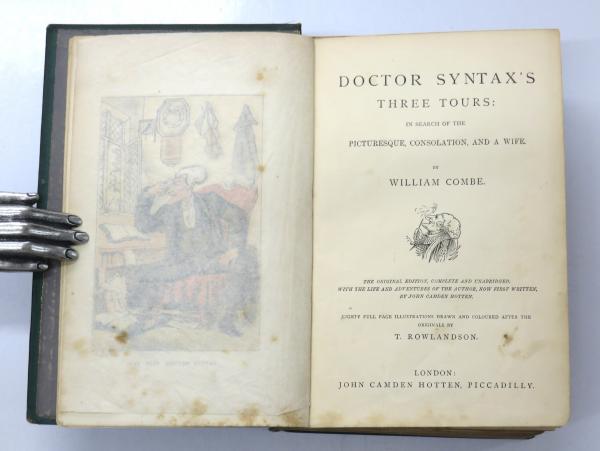 DOCTOR SYNTAX'S
THREE TOURS:
IN SEARCH OF THE
PICTURESQUE, CONSOLATION, AND A WIFE.
BY
WILLIAM COMBE.
THE ORIGINAL EDITION, COMPLETE AND UNABRIDGED,
WITH THE LIFE AND ADVENTURES OF THE AUTHOR, NOW FIRST WRITTEN,
BY JOHN CAMDEN HOTTEN.
EIGHTY FULL PAGE ILLUSTRATIONS DRAWN AND COLOURED AFTER THE
ORIGINALS BY
T. ROWLANDSON.
LONDON:
JOHN CAMDEN HOTTEN, PICCADILLY.